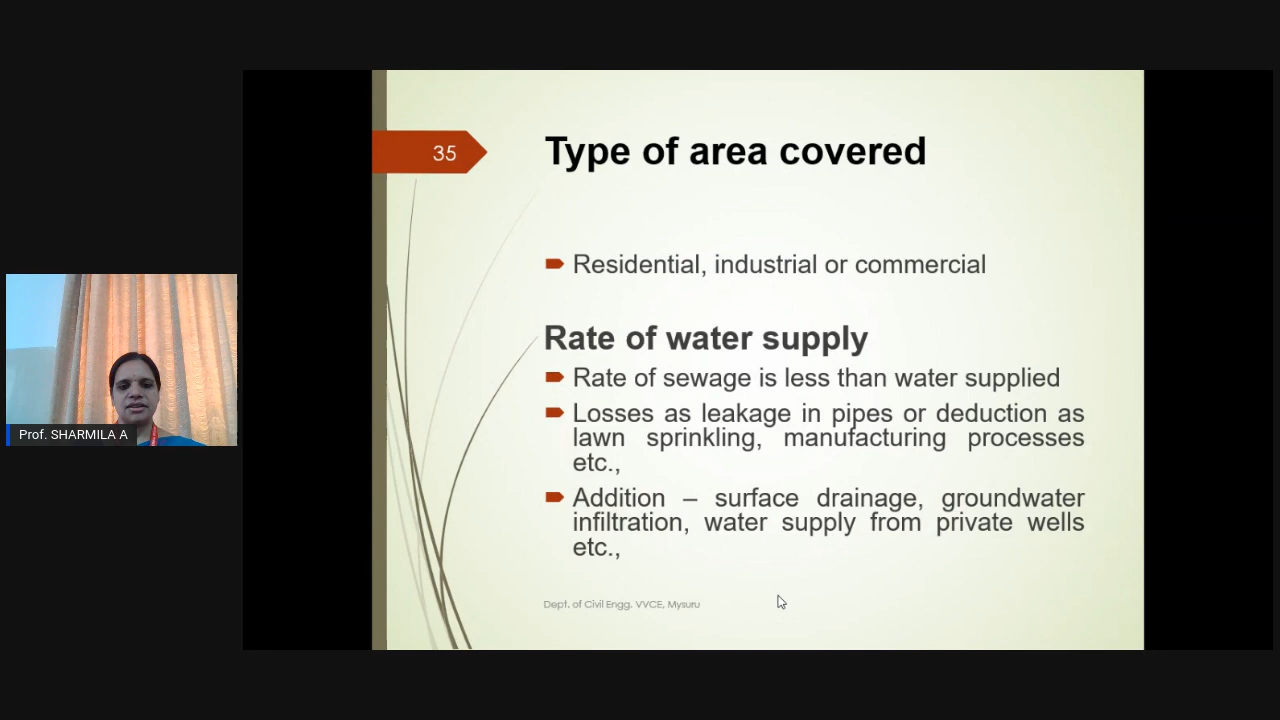 35
Type of area covered
Residential, industrial or commercial
Rate of water supply
Rate of sewage is less than water supplied
Losses as leakage in pipes or deduction as
lawn sprinkling, manufacturing processes
etc.,
Addition – surface drainage, groundwater
infiltration, water supply from private wells
etc.,
Dept. of Civil Engg. VVCE, Mysuru
Prof. SHARMILA A